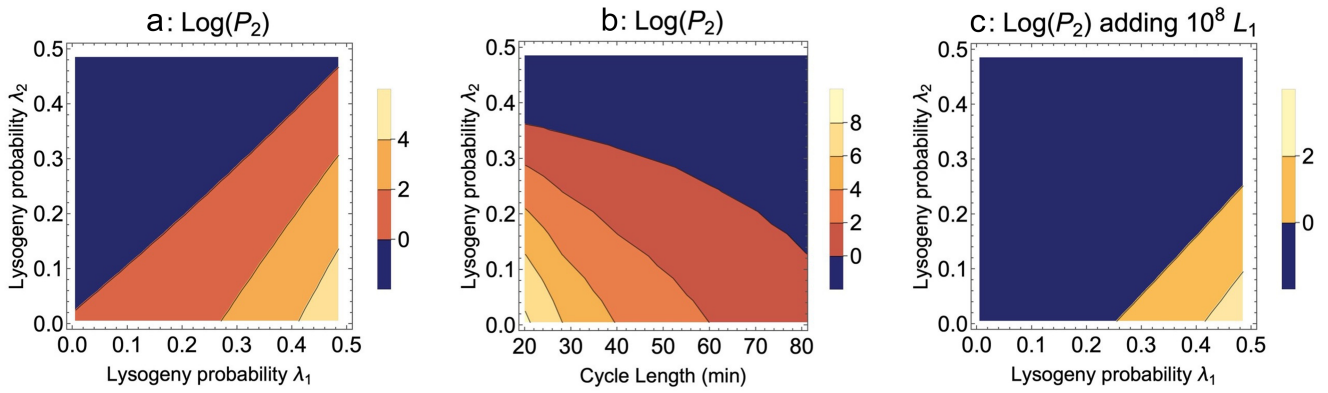 a: Log(P₂)
0.5
0.4
0.3
0.2
0.1
0.0
Lysogeny probability λ₂
0.0 0.1 0.2 0.3 0.4 0.5
Lysogeny probability λ₁
4
2
0
b: Log(P₂)
0.5
0.4
0.3
0.2
0.1
0.0
Lysogeny probability λ₂
20 30 40 50 60 70 80
Cycle Length (min)
8
6
4
2
0
c: Log(P₂) adding 10⁸ L₁
0.5
0.4
0.3
0.2
0.1
0.0
Lysogeny probability λ₂
0.0 0.1 0.2 0.3 0.4 0.5
Lysogeny probability λ₁
2
0